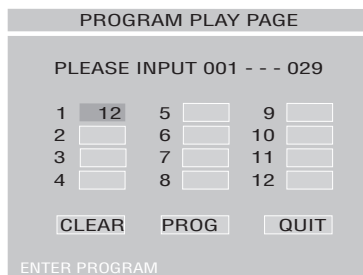 PROGRAM PLAY PAGE
PLEASE INPUT 001 - - - 029
1 12 5 9
2 6 10
3 7 11
4 8 12
CLEAR PROG QUIT
ENTER PROGRAM